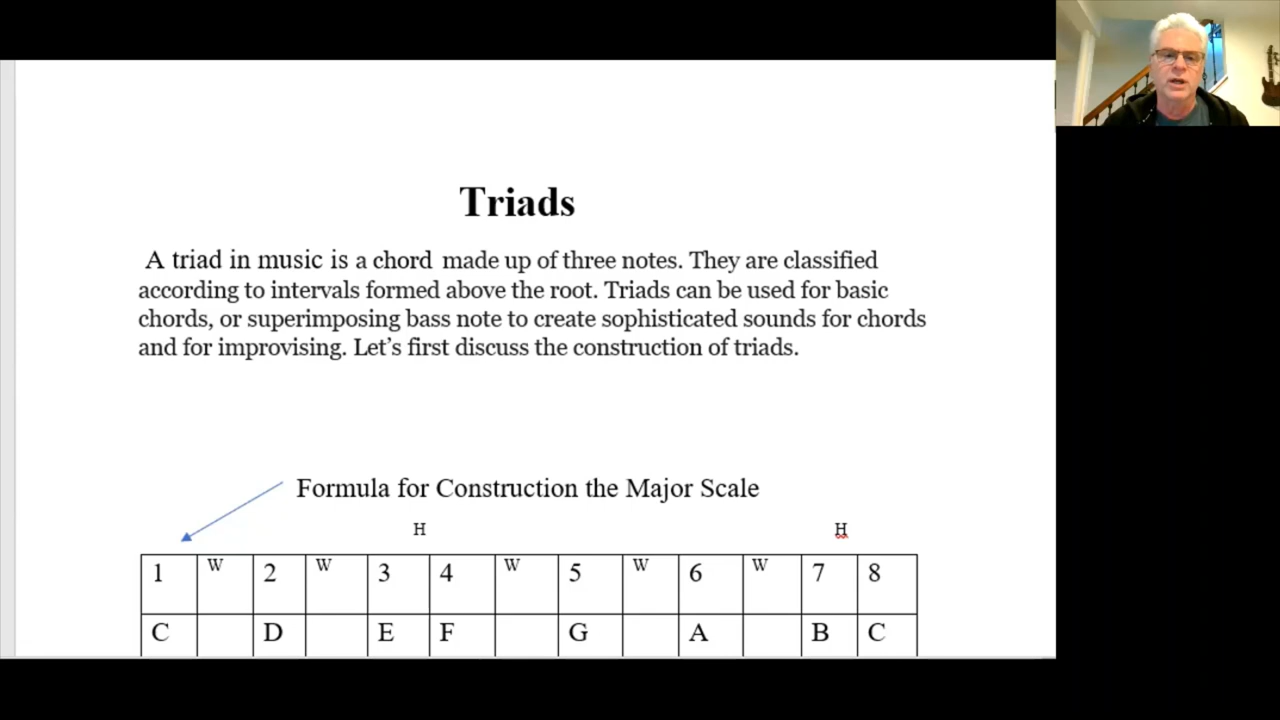 Triads
A triad in music is a chord made up of three notes. They are classified
according to intervals formed above the root. Triads can be used for basic
chords, or superimposing bass note to create sophisticated sounds for chords
and for improvising. Let’s first discuss the construction of triads.
Formula for Construction the Major Scale
H H
1 W 2 W 3 4 W 5 W 6 W 7 8
C D E F G A B C